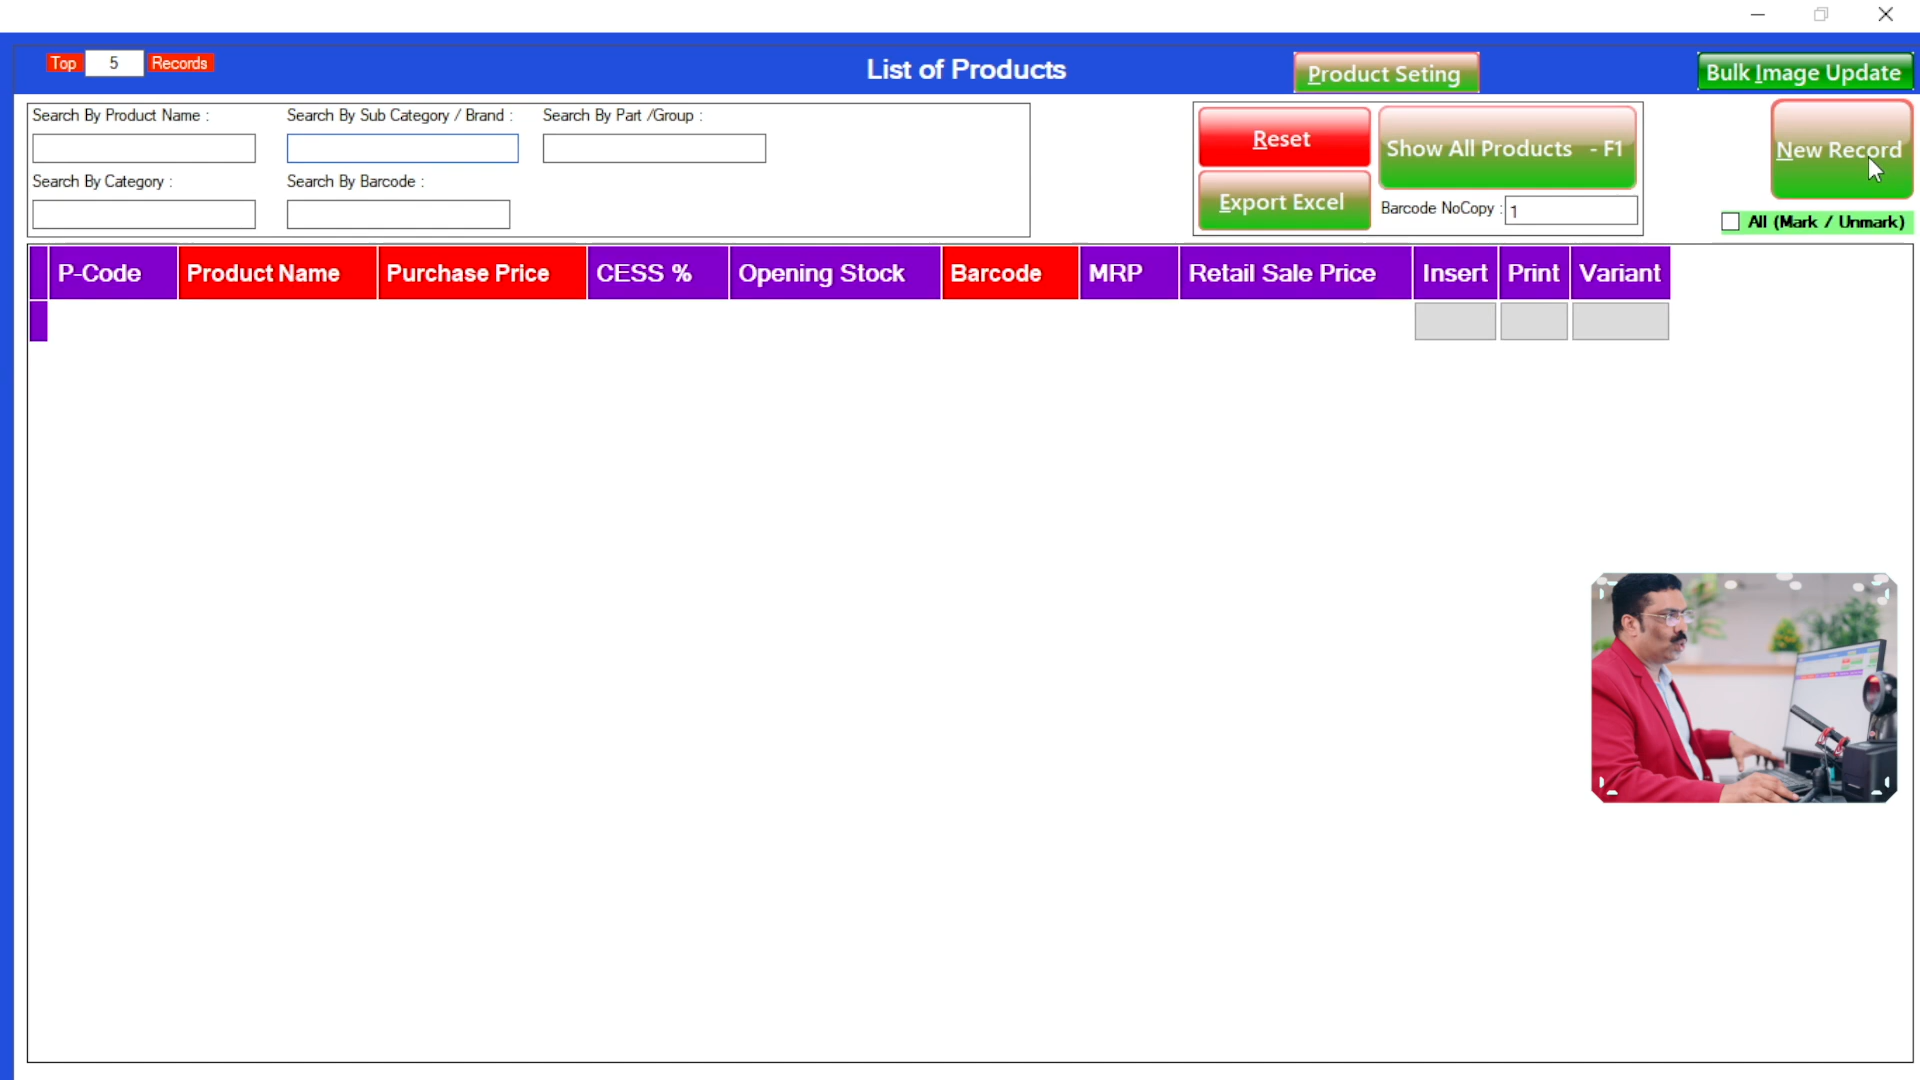 Top 5 Records
List of Products
Product Seting
Bulk Image Update
Search By Product Name :
Search By Sub Category / Brand :
Search By Part /Group :
Search By Category :
Search By Barcode :
Reset
Show All Products - F1
Export Excel
Barcode NoCopy : 1
New Record
All (Mark / Unmark)
P-Code Product Name Purchase Price CESS % Opening Stock Barcode MRP Retail Sale Price Insert Print Variant